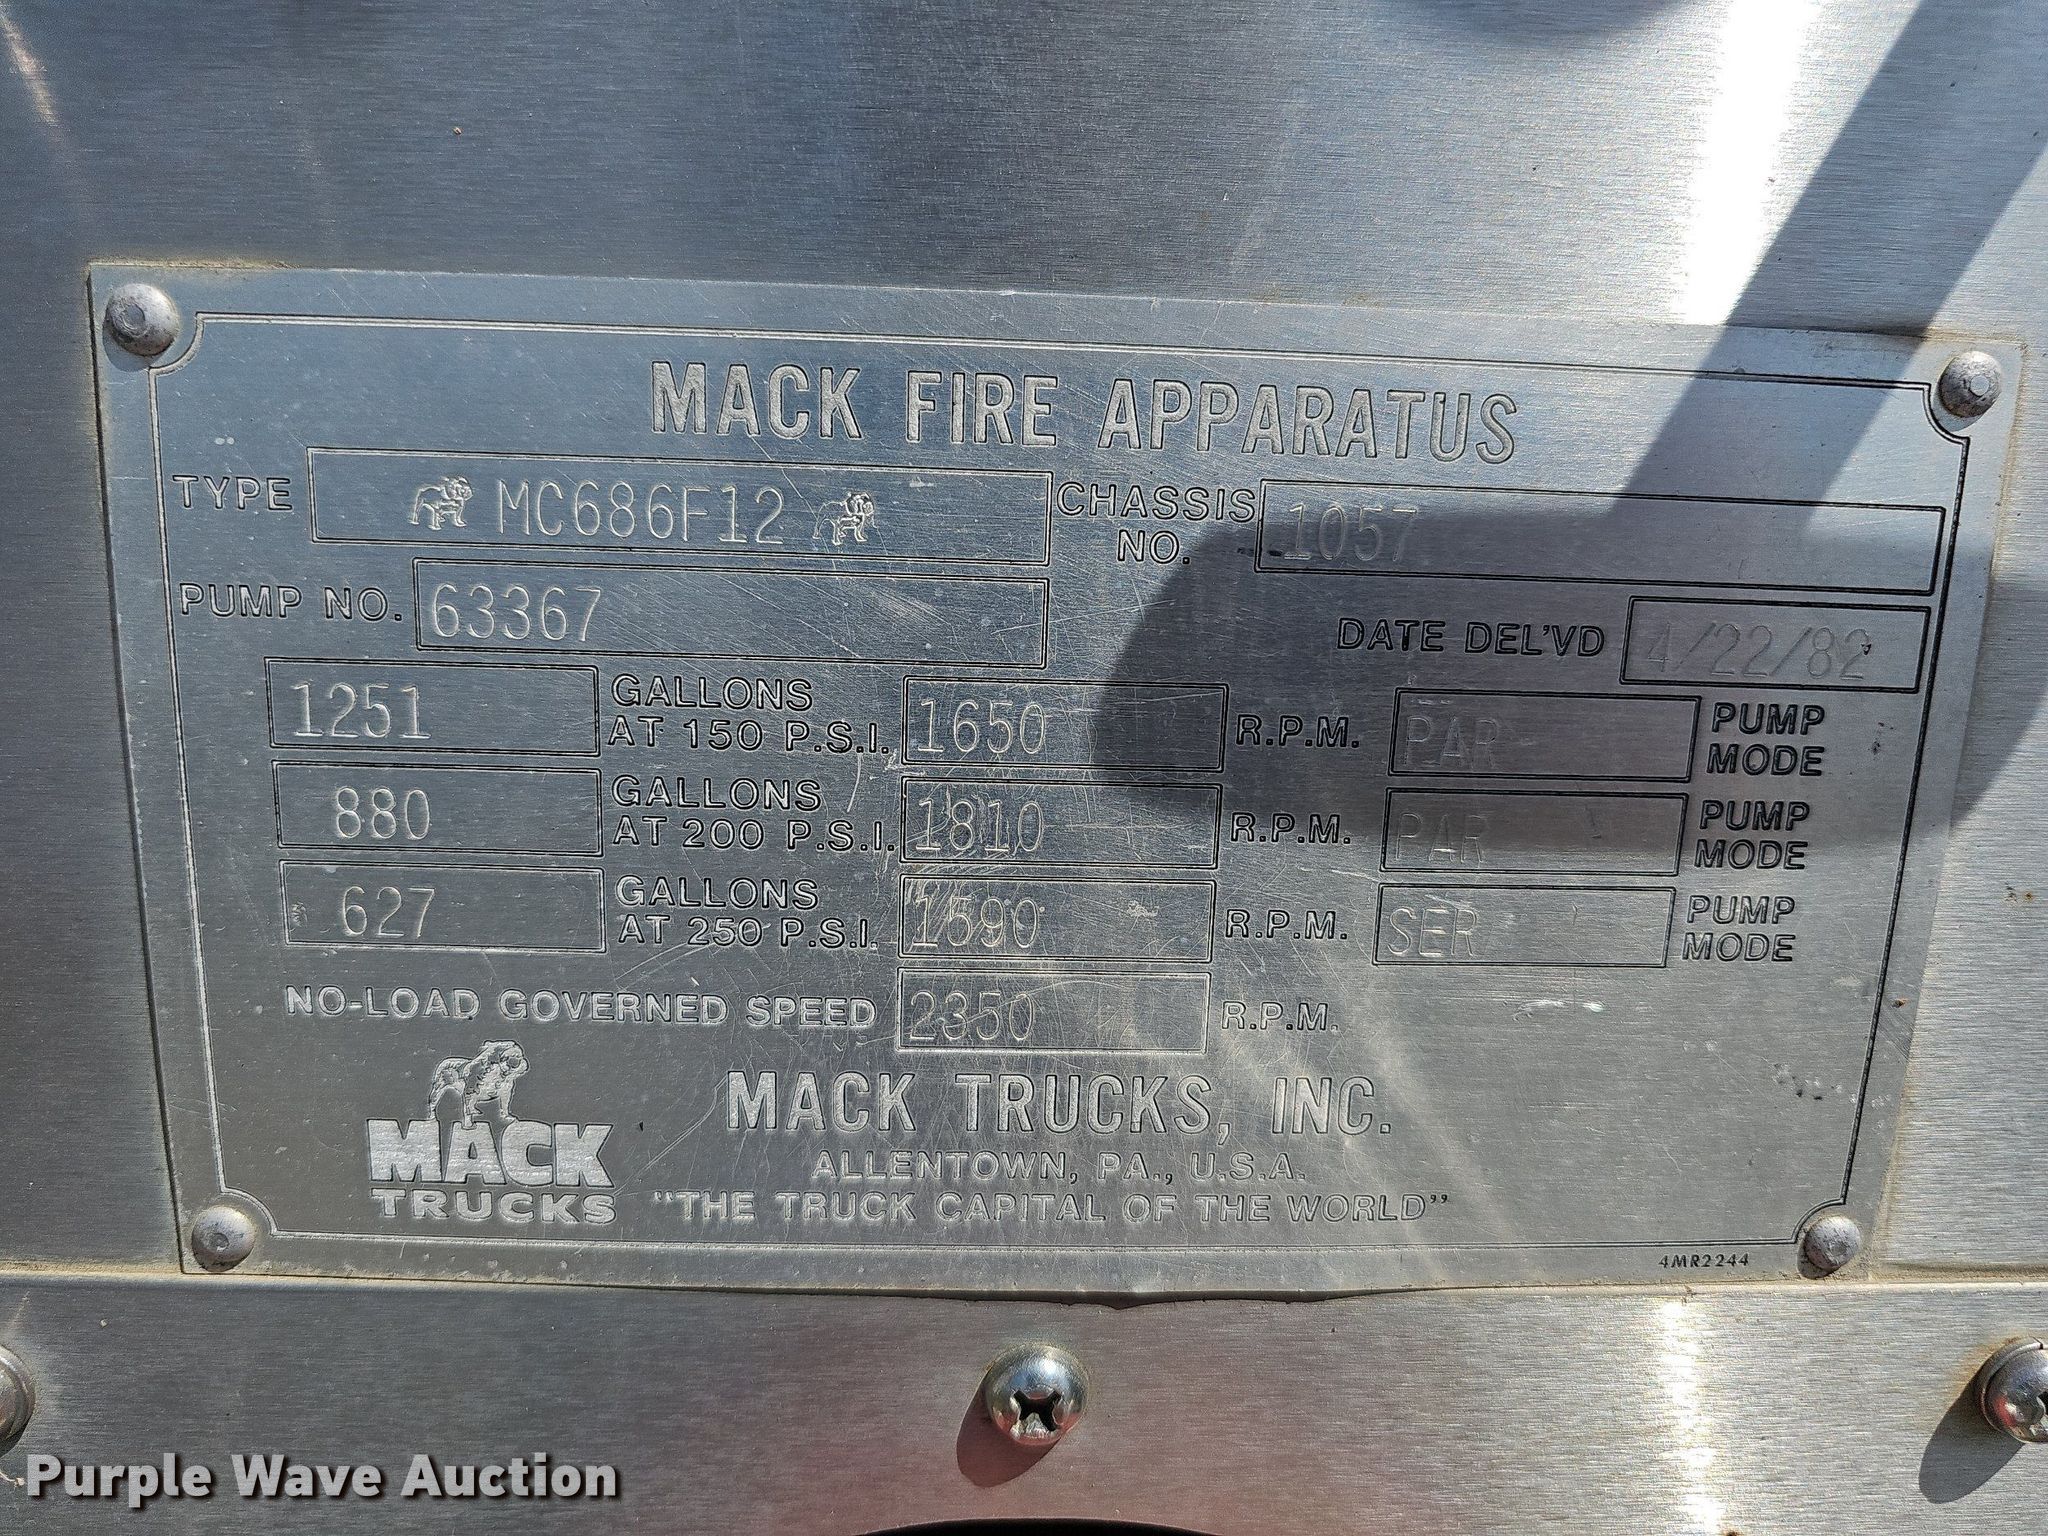 MACK FIRE APPARATUS
TYPE MC686F12 CHASSIS NO. 1057
PUMP NO. 63367
DATE DEL'VD 4/22/82
1251 GALLONS AT 150 P.S.I. 1650 R.P.M. PAR PUMP MODE
880 GALLONS AT 200 P.S.I. 1810 R.P.M. PAR PUMP MODE
627 GALLONS AT 250 P.S.I. 1590 R.P.M. SER PUMP MODE
NO-LOAD GOVERNED SPEED 2350 R.P.M.
MACK TRUCKS
MACK TRUCKS, INC.
ALLENTOWN, PA., U.S.A.
"THE TRUCK CAPITAL OF THE WORLD"
4MR2244
Purple Wave Auction